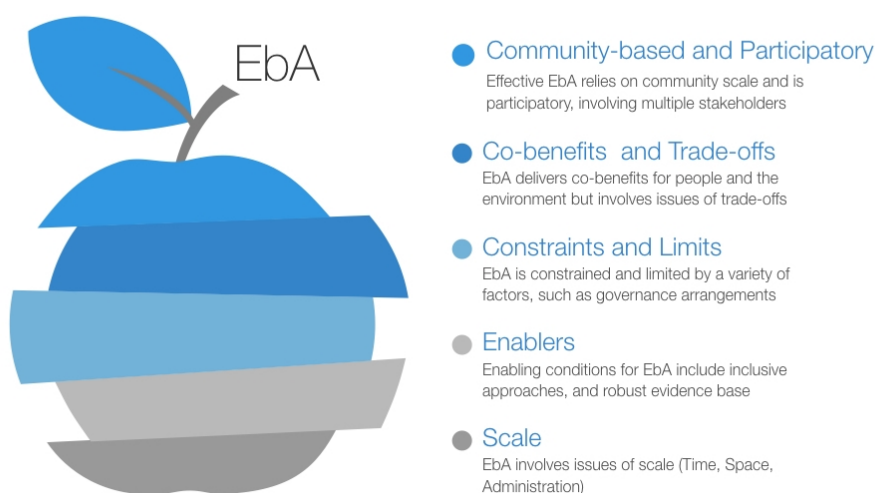 EbA
Community-based and Participatory
Effective EbA relies on community scale and is
participatory, involving multiple stakeholders
Co-benefits and Trade-offs
EbA delivers co-benefits for people and the
environment but involves issues of trade-offs
Constraints and Limits
EbA is constrained and limited by a variety of
factors, such as governance arrangements
Enablers
Enabling conditions for EbA include inclusive
approaches, and robust evidence base
Scale
EbA involves issues of scale (Time, Space,
Administration)